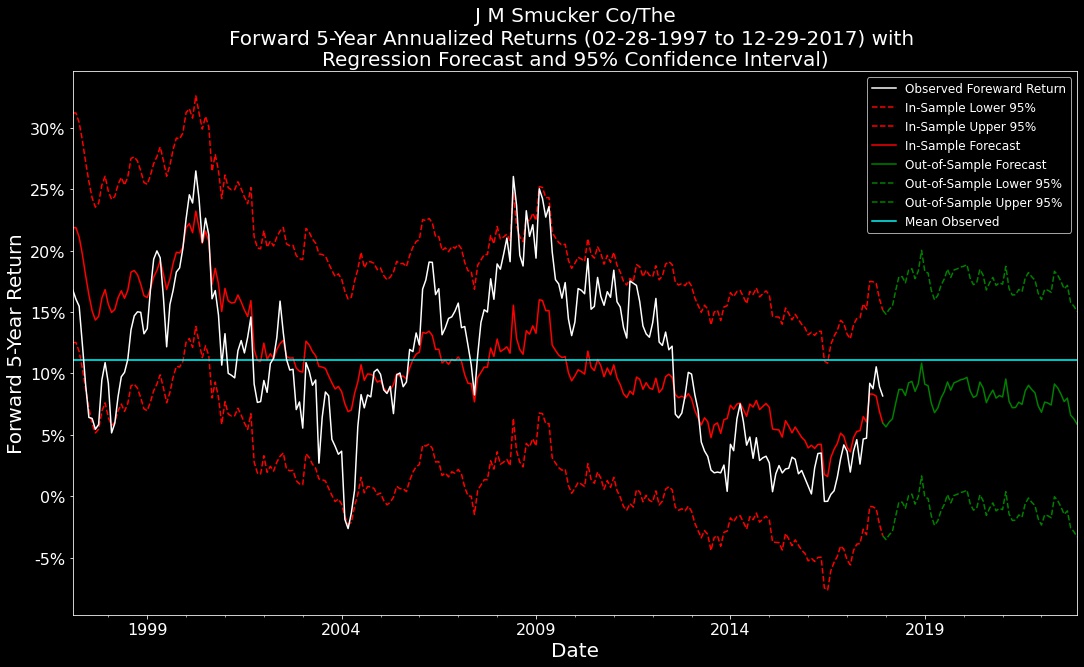 J M Smucker Co/The
Forward 5-Year Annualized Returns (02-28-1997 to 12-29-2017) with
Regression Forecast and 95% Confidence Interval)
Observed Foreward Return
In-Sample Lower 95%
In-Sample Upper 95%
In-Sample Forecast
Out-of-Sample Forecast
Out-of-Sample Lower 95%
Out-of-Sample Upper 95%
Mean Observed
Forward 5-Year Return
30%
25%
20%
15%
10%
5%
0%
-5%
1999
2004
2009
2014
2019
Date